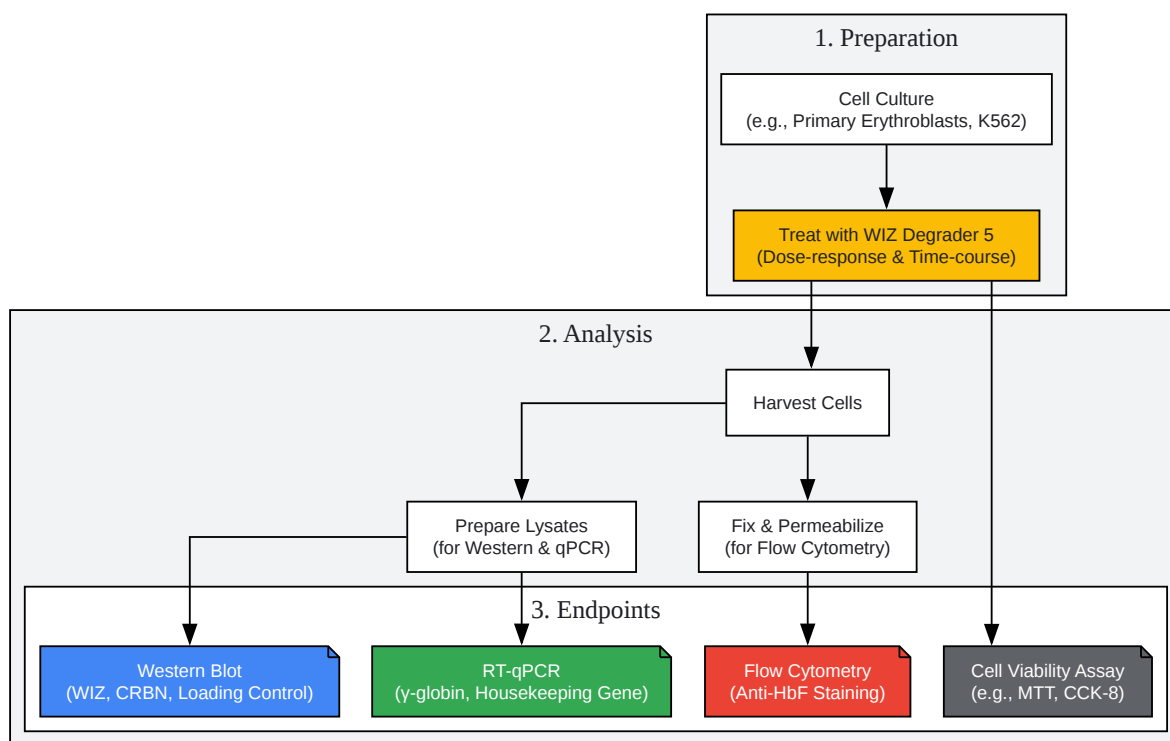 1. Preparation
Cell Culture
(e.g., Primary Erythroblasts, K562)
Treat with WIZ Degrader 5
(Dose-response & Time-course)
2. Analysis
Harvest Cells
Prepare Lysates
(for Western & qPCR)
Fix & Permeabilize
(for Flow Cytometry)
3. Endpoints
Western Blot
(WIZ, CRBN, Loading Control)
RT-qPCR
(γ-globin, Housekeeping Gene)
Flow Cytometry
(Anti-HbF Staining)
Cell Viability Assay
(e.g., MTT, CCK-8)